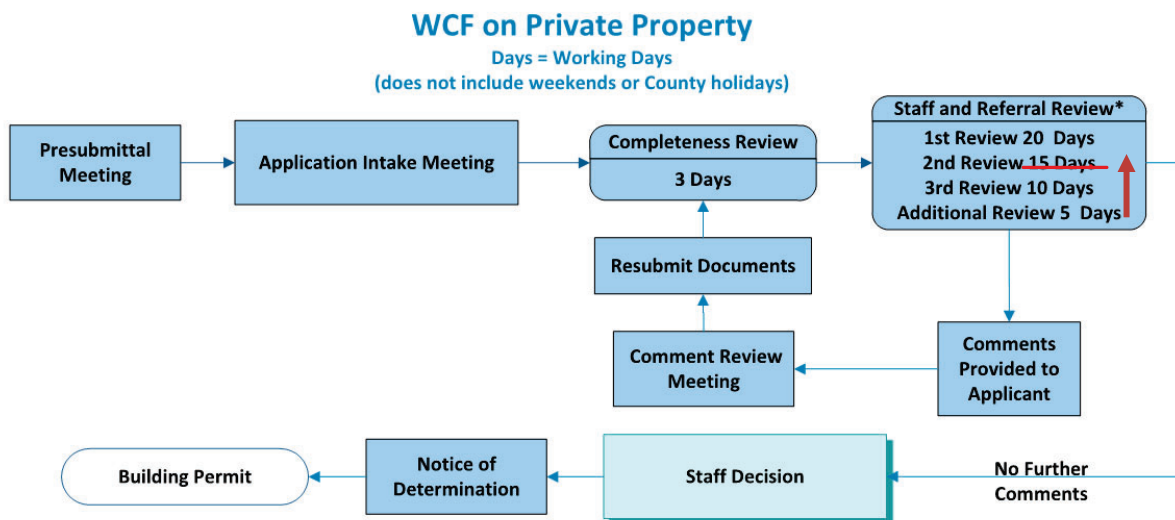 WCF on Private Property
Days = Working Days
(does not include weekends or County holidays)
Presubmittal
Meeting
Application Intake Meeting
Completeness Review
3 Days
Staff and Referral Review*
1st Review 20 Days
2nd Review 15 Days
3rd Review 10 Days
Additional Review 5 Days
Resubmit Documents
Comment Review
Meeting
Comments
Provided to
Applicant
Building Permit
Notice of
Determination
Staff Decision
No Further
Comments